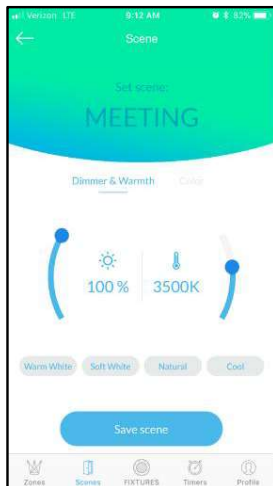 Verizon LTE 9:12 AM 82%
Scene
Set scene:
MEETING
Dimmer & Warmth Color
100 % 3500K
Warm White Soft White Natural Cool
Save scene
Zones Scenes FIXTURES Timers Profile